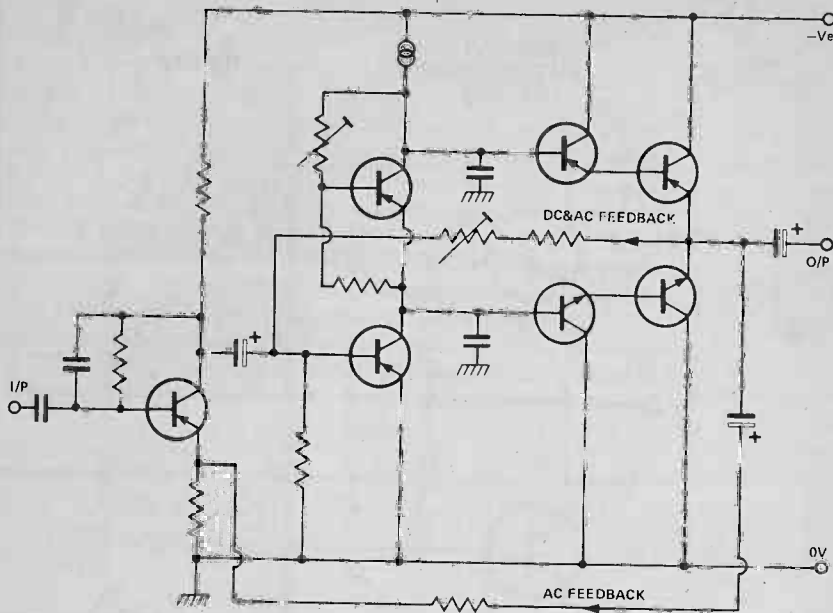 -Ve
DC&AC FEEDBACK
+
O/P
+
I/P
+
0V
AC FEEDBACK